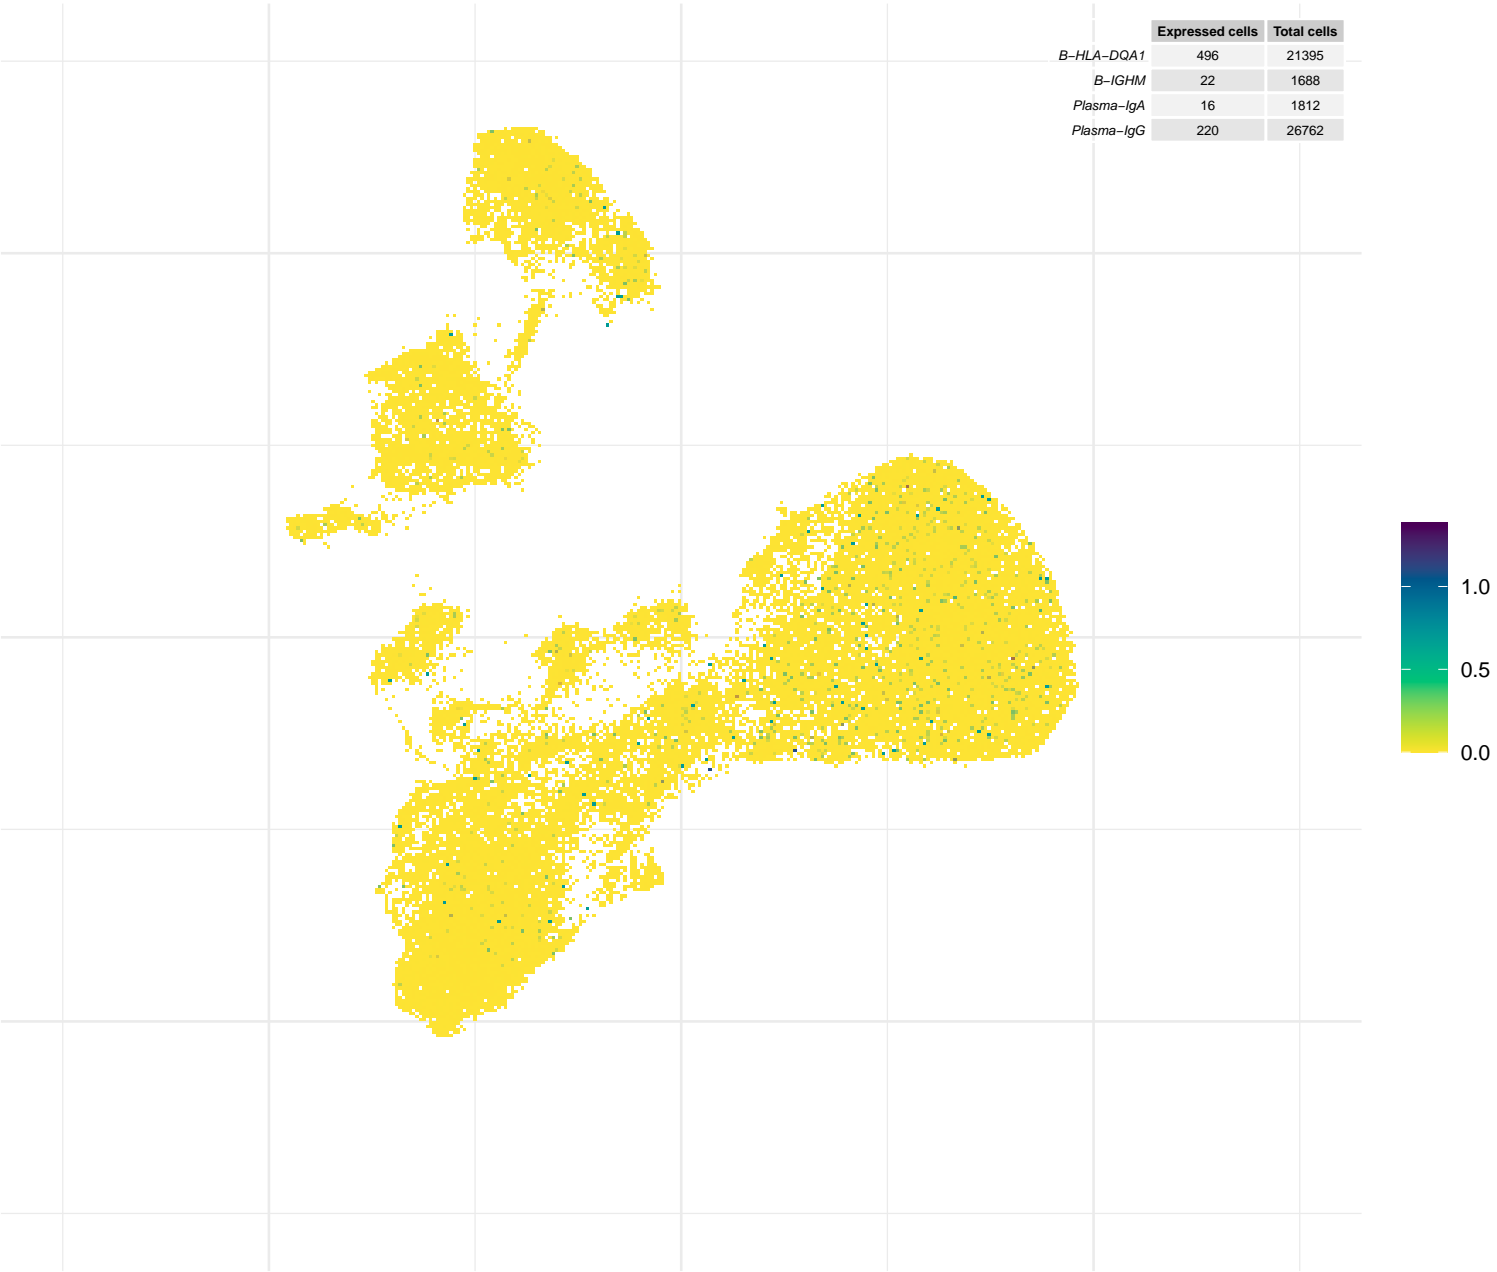 Expressed cells Total cells
B−HLA−DQA1 496 21395
B−IGHM 22 1688
Plasma−IgA 16 1812
Plasma−IgG 220 26762
1.0
0.5
0.0